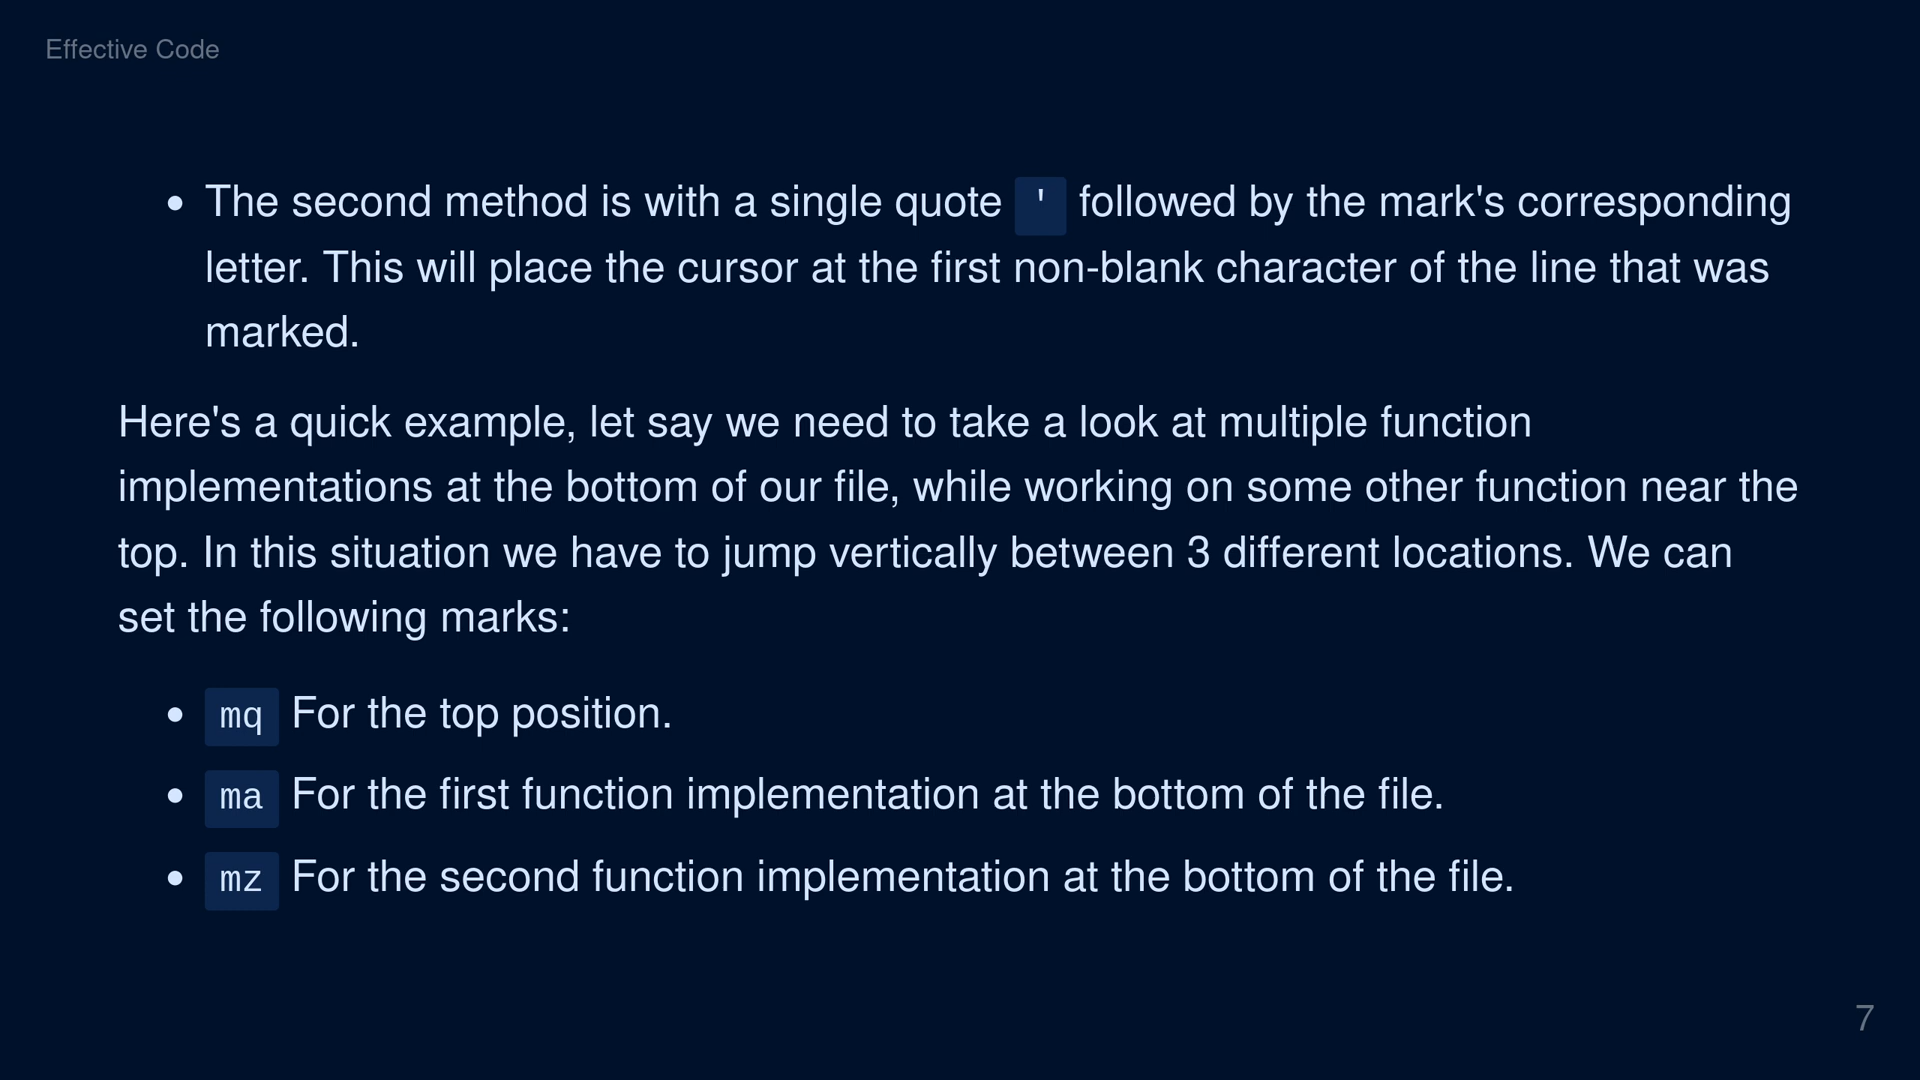 Effective Code
• The second method is with a single quote ' followed by the mark's corresponding
letter. This will place the cursor at the first non-blank character of the line that was
marked.
Here's a quick example, let say we need to take a look at multiple function
implementations at the bottom of our file, while working on some other function near the
top. In this situation we have to jump vertically between 3 different locations. We can
set the following marks:
• mq For the top position.
• ma For the first function implementation at the bottom of the file.
• mz For the second function implementation at the bottom of the file.
7